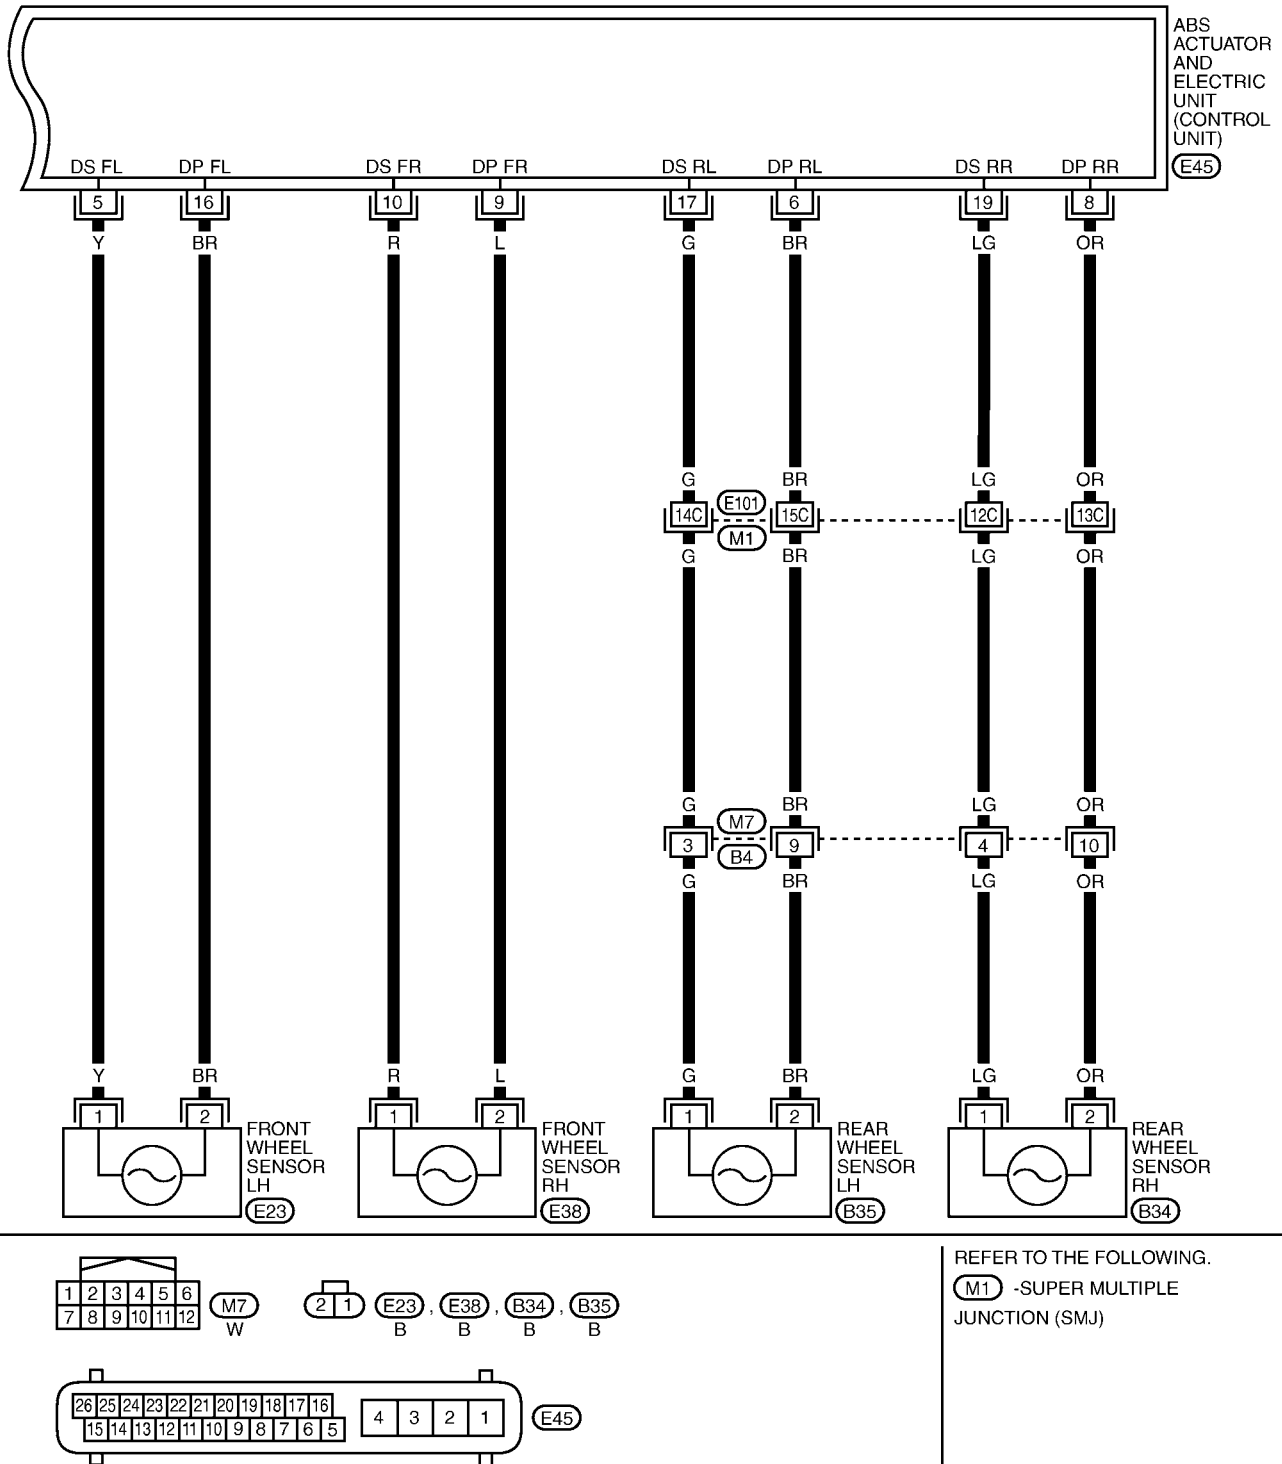 ABS
ACTUATOR
AND
ELECTRIC
UNIT
(CONTROL
UNIT)
E45
DS FL DP FL DS FR DP FR DS RL DP RL DS RR DP RR
5 16 10 9 17 6 19 8
Y BR R L G BR LG OR
G BR LG OR
E101
14C 15C 12C 13C
M1
G BR LG OR
G BR LG OR
M7
3 9 4 10
B4
G BR LG OR
Y BR R L G BR LG OR
1 2 1 2 1 2 1 2
FRONT
WHEEL
SENSOR
LH
E23
FRONT
WHEEL
SENSOR
RH
E38
REAR
WHEEL
SENSOR
LH
B35
REAR
WHEEL
SENSOR
RH
B34
1 2 3 4 5 6
7 8 9 10 11 12
M7
W
2 1 E23 , E38 , B34 , B35
B B B B
REFER TO THE FOLLOWING.
M1 -SUPER MULTIPLE
JUNCTION (SMJ)
26 25 24 23 22 21 20 19 18 17 16
15 14 13 12 11 10 9 8 7 6 5
4 3 2 1
E45